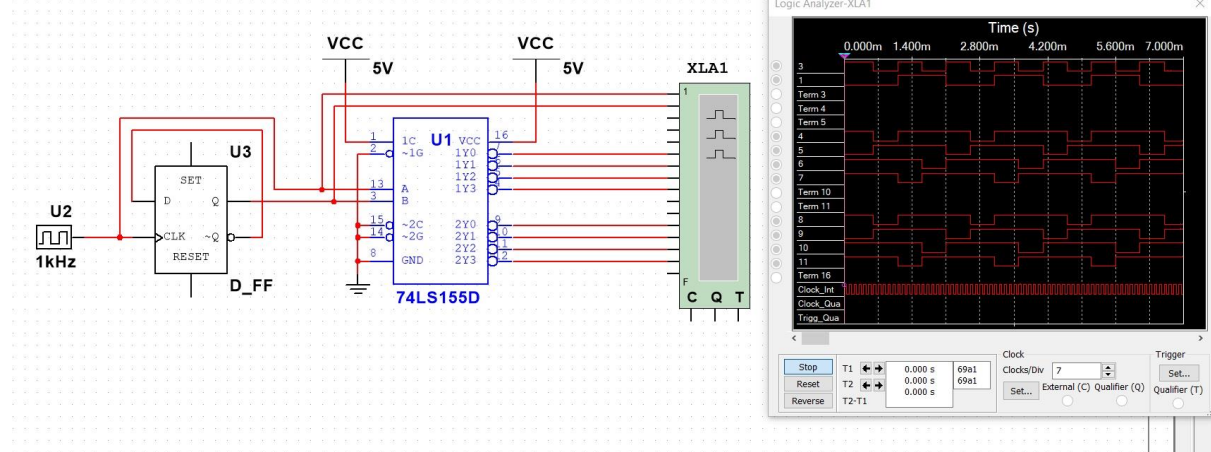 Logic Analyzer-XLA1
Time (s)
0.000m 1.400m 2.800m 4.200m 5.600m 7.000m
3
1
Term 3
Term 4
Term 5
4
5
6
7
Term 10
Term 11
8
9
10
11
Term 16
Clock_Int
Clock_Qua
Trigg_Qua
Stop
Reset
Reverse
T1
T2
T2-T1
0.000 s
0.000 s
0.000 s
69a1
69a1
Clock
Clocks/Div 7
Set...
External (C) Qualifier (Q)
Trigger
Set...
Qualifier (T)
VCC
5V
VCC
5V
XLA1
1
F
C Q T
U1
1 1C
2 ~1G
13 A
3 B
15 ~2C
14 ~2G
8 GND
VCC 16
1Y0
1Y1
1Y2
1Y3
2Y0 9
2Y1 10
2Y2
2Y3
74LS155D
U3
SET
D Q
CLK ~Q
RESET
D_FF
U2
1kHz